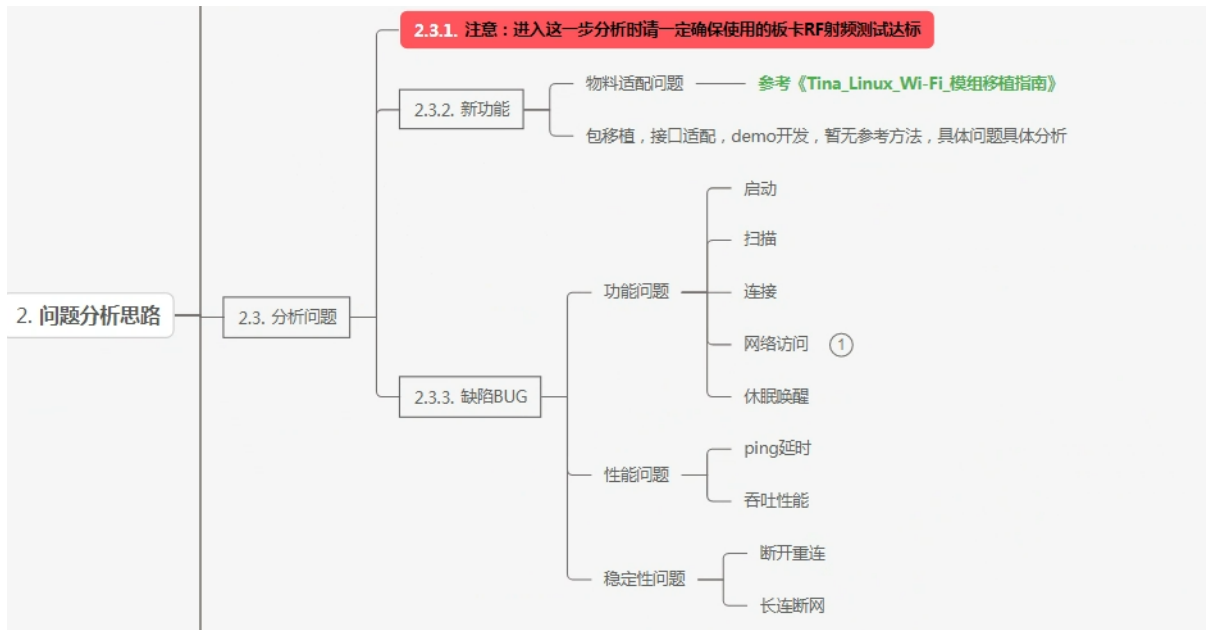 2.3.1. 注意：进入这一步分析时请一定确保使用的板卡RF射频测试达标
物料适配问题
参考《Tina_Linux_Wi-Fi_模组移植指南》
2.3.2. 新功能
包移植，接口适配，demo开发，暂无参考方法，具体问题具体分析
启动
扫描
功能问题
连接
2. 问题分析思路
2.3. 分析问题
网络访问
1
2.3.3. 缺陷BUG
休眠唤醒
ping延时
性能问题
吞吐性能
断开重连
稳定性问题
长连断网